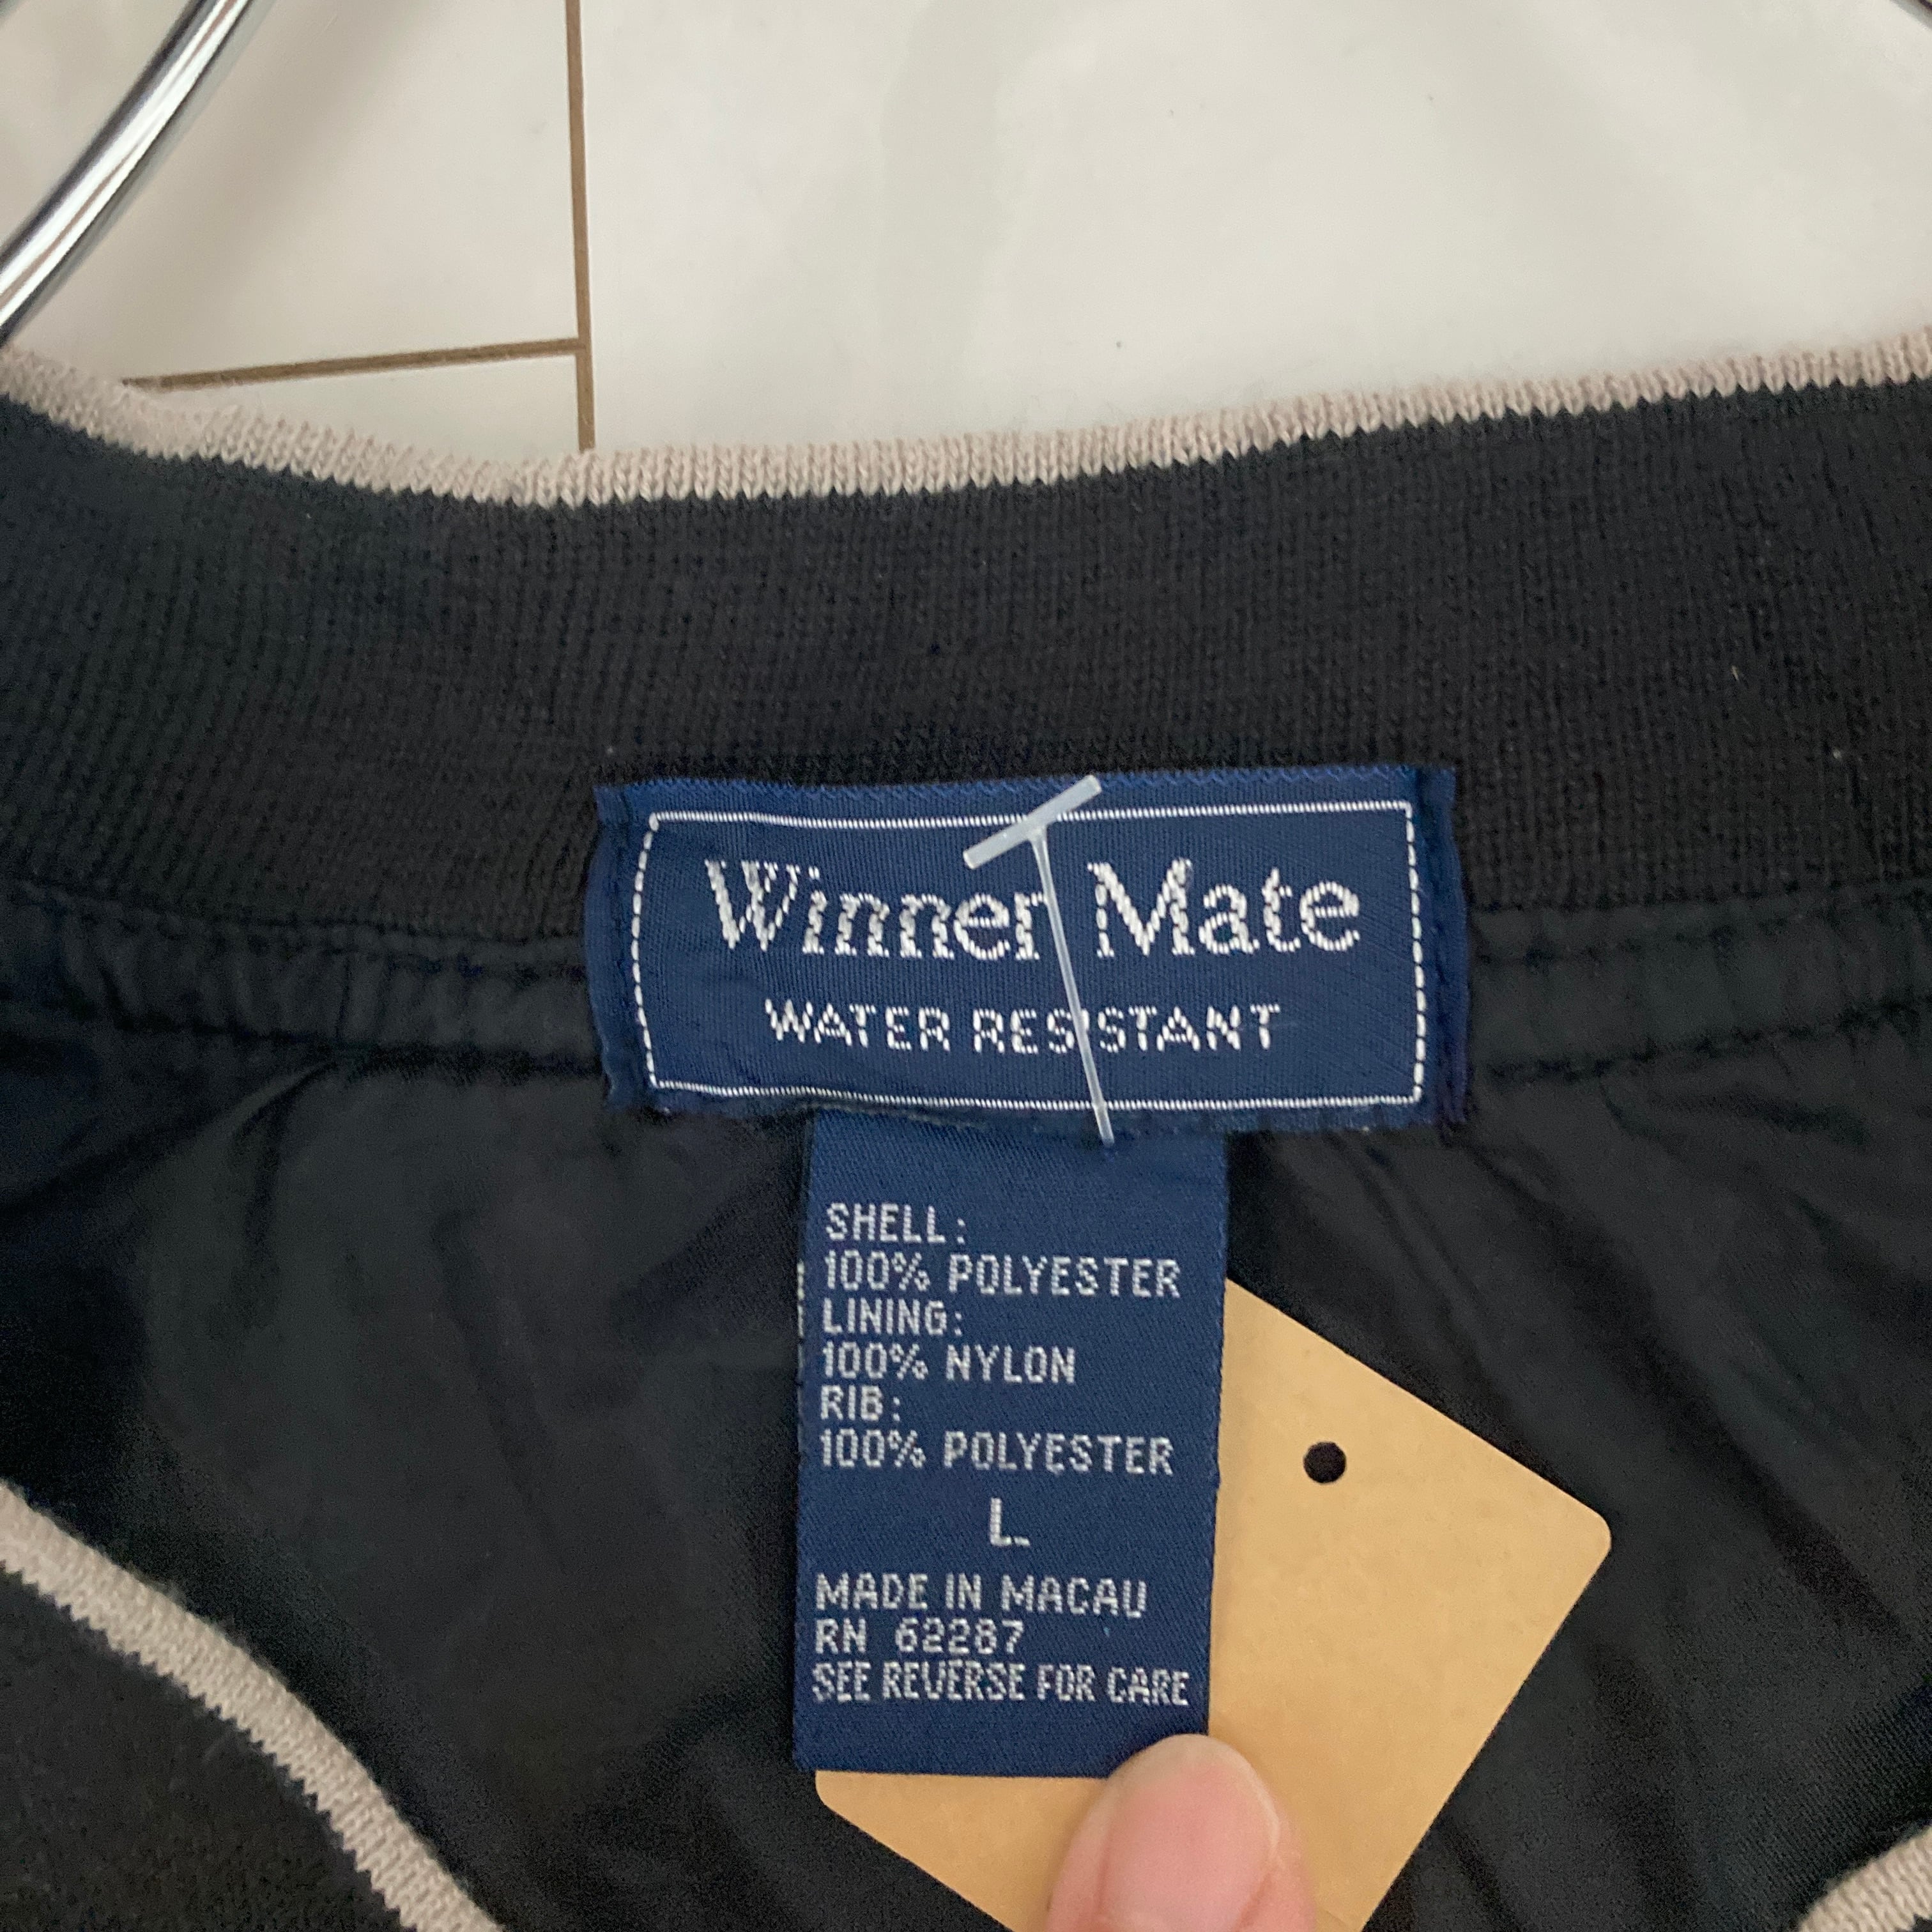 Winner Mate
WATER RESISTANT
SHELL:
100% POLYESTER
LINING:
100% NYLON
RIB:
100% POLYESTER
L
MADE IN MACAU
RN 62287
SEE REVERSE FOR CARE